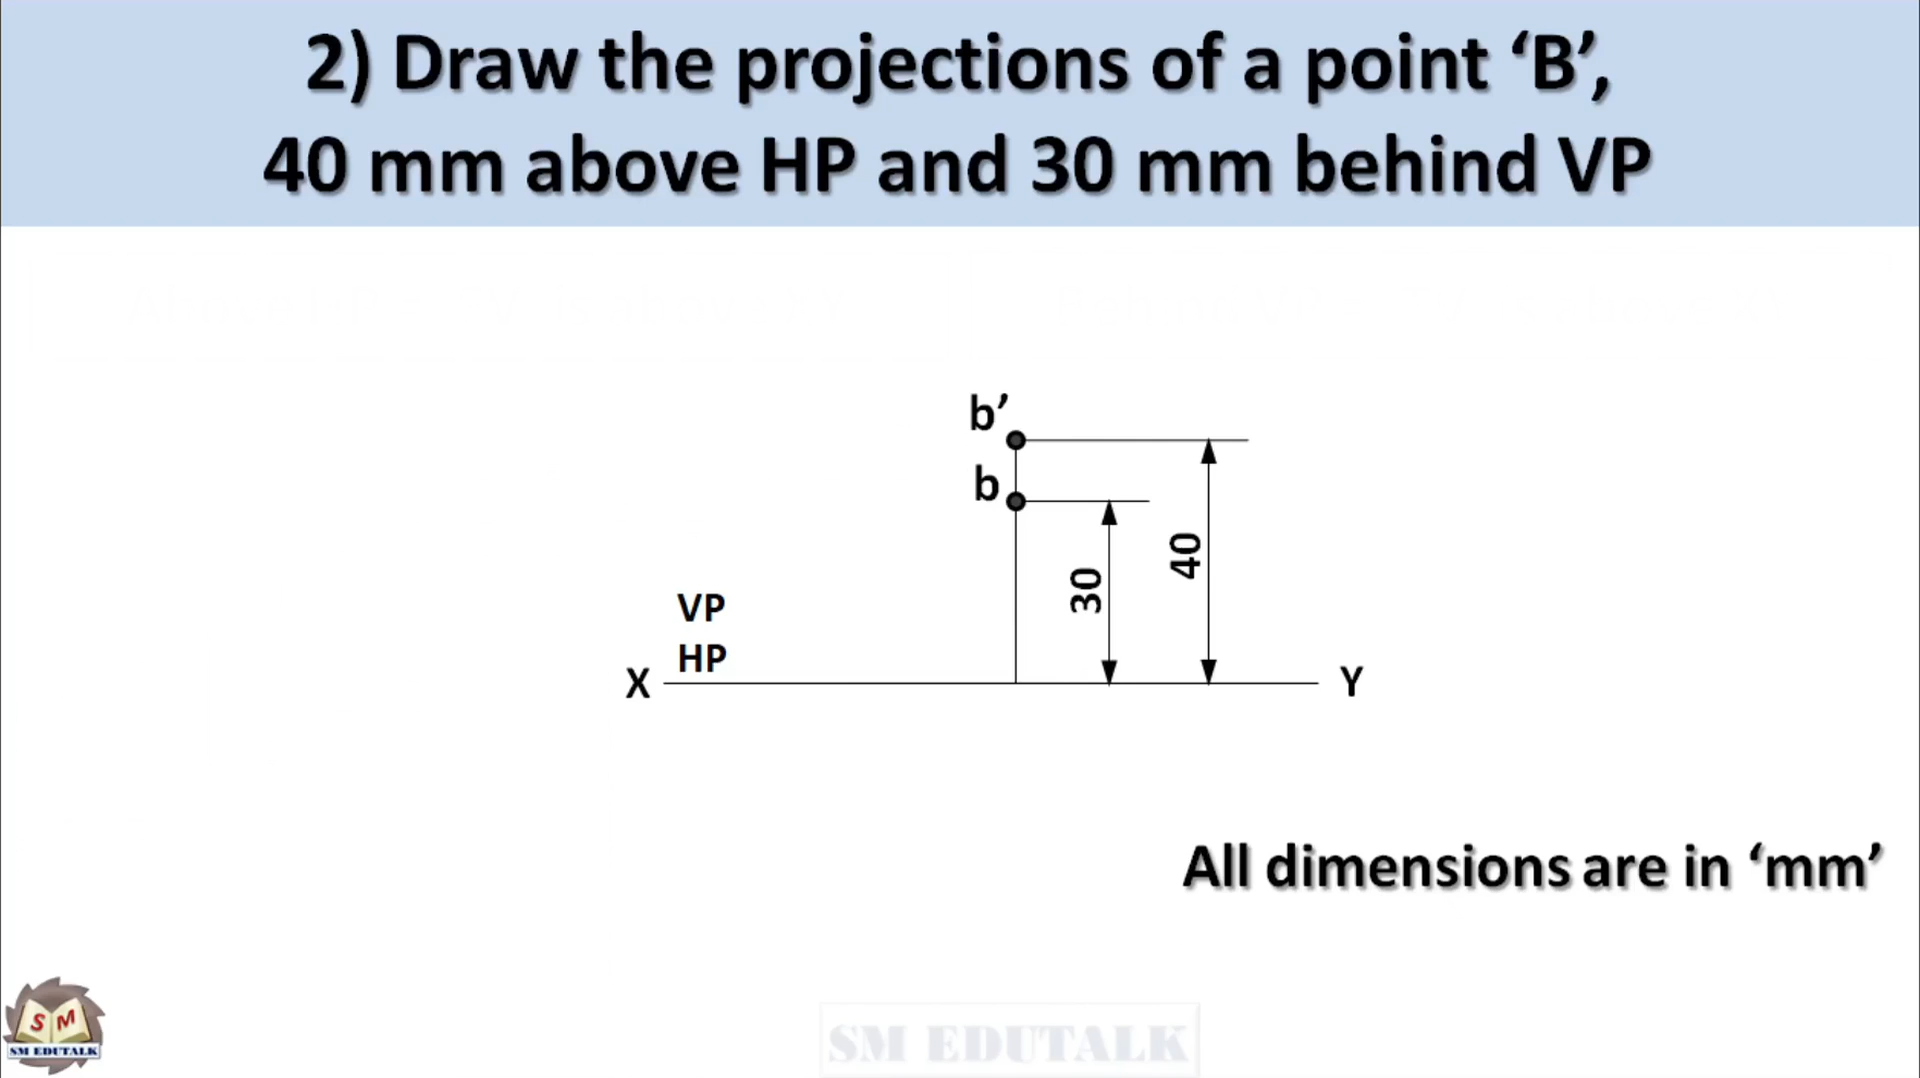 2) Draw the projections of a point ‘B’,
40 mm above HP and 30 mm behind VP
b’
b
30
40
VP
HP
X
Y
All dimensions are in ‘mm’
S M
SM EDUTALK
SM EDUTALK